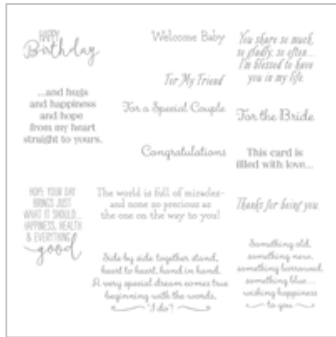 HAPPY
Birthday
Welcome Baby
You share so much,
so gladly, so often...
I'm blessed to have
you in my life.
For My Friend
...and hugs
and happiness
and hope
from my heart
straight to yours.
For a Special Couple
For the Bride
Congratulations
This card is
filled with love...
HOPE YOUR DAY
BRINGS JUST
WHAT IT SHOULD...
HAPPINESS, HEALTH
& EVERYTHING
good
The world is full of miracles-
and none so precious as
the one on the way to you!
Thanks for being you.
Side by side together stand,
heart to heart, hand in hand.
A very special dream comes true
beginning with the words,
"I do"!
Something old,
something new,
something borrowed,
something blue...
wishing happiness
to you